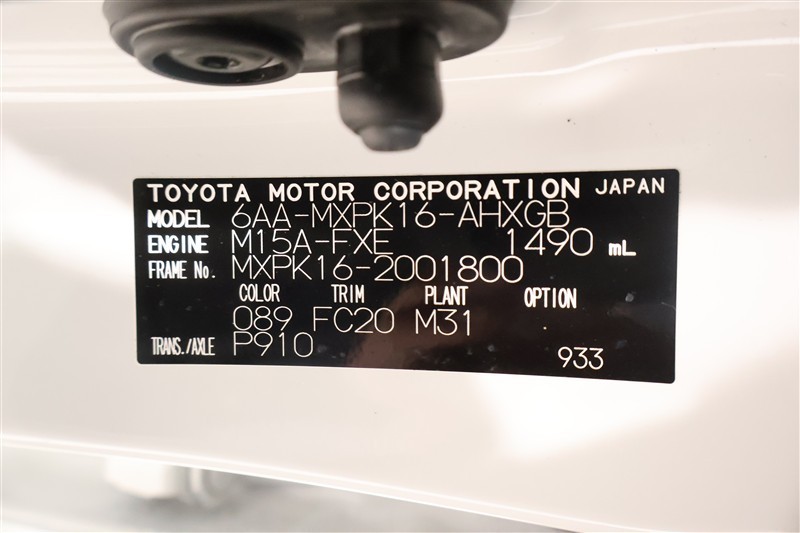 TOYOTA MOTOR CORPORATION JAPAN
MODEL 6AA-MXPK16-AHXGB
ENGINE M15A-FXE 1490 mL
FRAME No. MXPK16-2001800
COLOR TRIM PLANT OPTION
089 FC20 M31
TRANS./AXLE P910 933